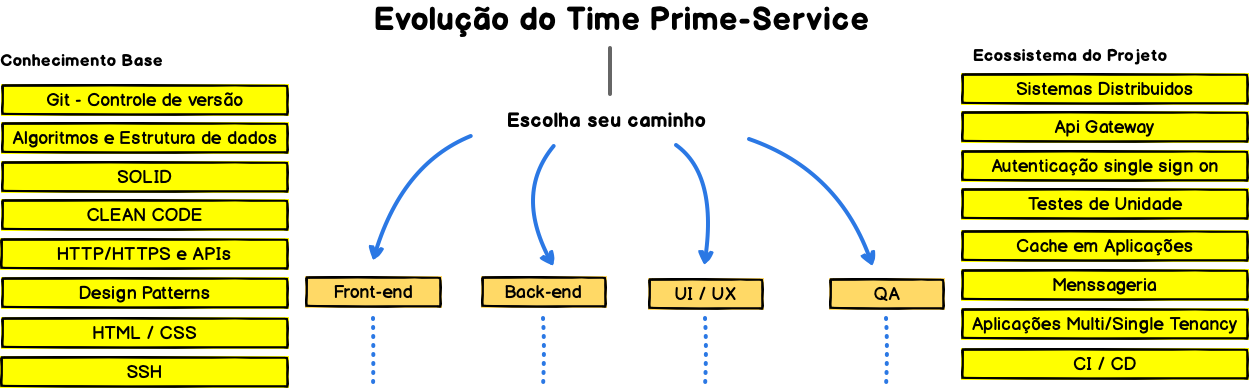 Evolução do Time Prime-Service
Conhecimento Base
Git - Controle de versão
Algoritmos e Estrutura de dados
SOLID
CLEAN CODE
HTTP/HTTPS e APIs
Design Patterns
HTML / CSS
SSH
Escolha seu caminho
Front-end
Back-end
UI / UX
QA
Ecossistema do Projeto
Sistemas Distribuidos
Api Gateway
Autenticação single sign on
Testes de Unidade
Cache em Aplicações
Menssageria
Aplicações Multi/Single Tenancy
CI / CD